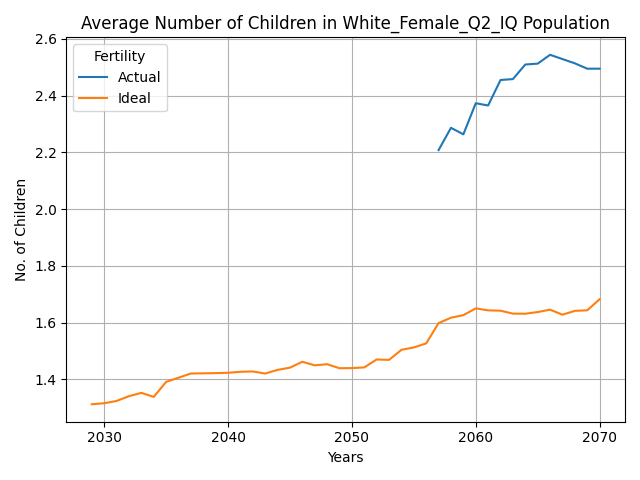 Average Number of Children in White_Female_Q2_IQ Population
2.6
2.4
2.2
2.0
1.8
1.6
1.4
No. of Children
Fertility
Actual
Ideal
2030 2040 2050 2060 2070
Years